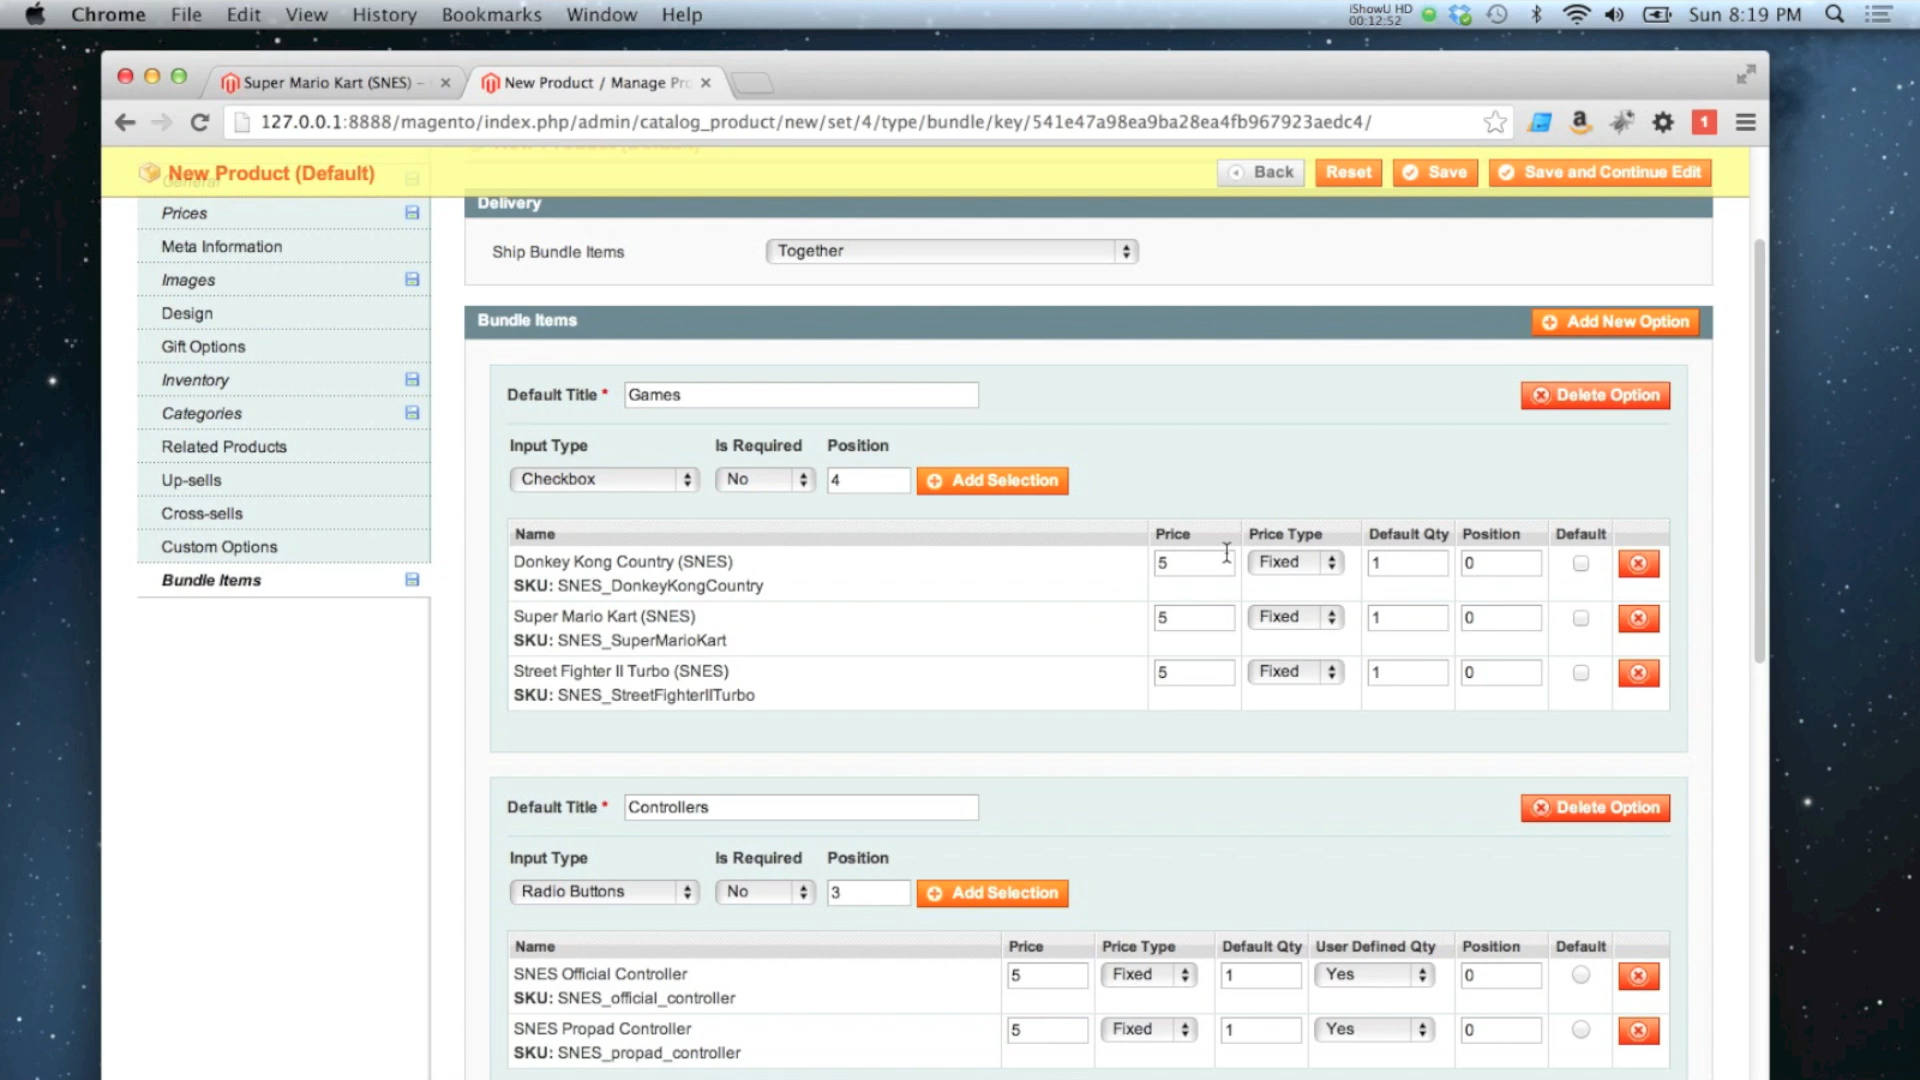 Chrome File Edit View History Bookmarks Window Help iShowU HD 00:12:52 Sun 8:19 PM
Super Mario Kart (SNES) – New Product / Manage Pro
127.0.0.1:8888/magento/index.php/admin/catalog_product/new/set/4/type/bundle/key/541e47a98ea9ba28ea4fb967923aedc4/ a 1
New Product (Default) Back Reset Save Save and Continue Edit
General
Prices
Meta Information
Images
Design
Gift Options
Inventory
Categories
Related Products
Up-sells
Cross-sells
Custom Options
Bundle Items
Delivery
Ship Bundle Items Together
Bundle Items Add New Option
Default Title * Games Delete Option
Input Type Is Required Position
Checkbox No 4 Add Selection
Name Price Price Type Default Qty Position Default
Donkey Kong Country (SNES) 5 Fixed 1 0
SKU: SNES_DonkeyKongCountry
Super Mario Kart (SNES) 5 Fixed 1 0
SKU: SNES_SuperMarioKart
Street Fighter II Turbo (SNES) 5 Fixed 1 0
SKU: SNES_StreetFighterIITurbo
Default Title * Controllers Delete Option
Input Type Is Required Position
Radio Buttons No 3 Add Selection
Name Price Price Type Default Qty User Defined Qty Position Default
SNES Official Controller 5 Fixed 1 Yes 0
SKU: SNES_official_controller
SNES Propad Controller 5 Fixed 1 Yes 0
SKU: SNES_propad_controller